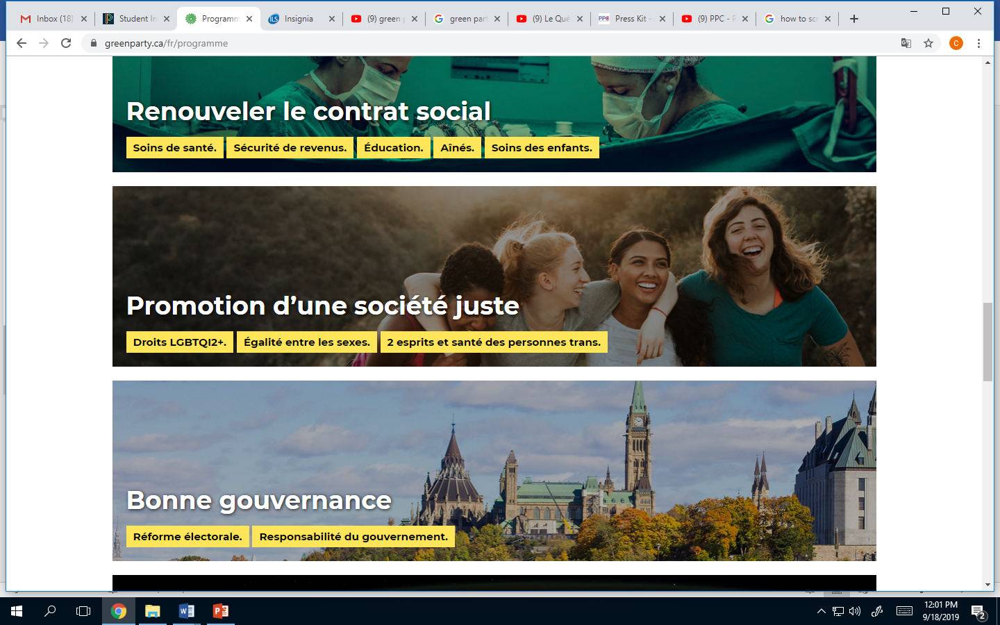 Inbox (18)
Student In
Programm
Insignia
(9) green p
green part
(9) Le Qué
Press Kit -
(9) PPC - P
how to scr
greenparty.ca/fr/programme
Renouveler le contrat social
Soins de santé. Sécurité de revenus. Éducation. Aînés. Soins des enfants.
Promotion d'une société juste
Droits LGBTQI2+. Égalité entre les sexes. 2 esprits et santé des personnes trans.
Bonne gouvernance
Réforme électorale. Responsabilité du gouvernement.
12:01 PM
9/18/2019
2